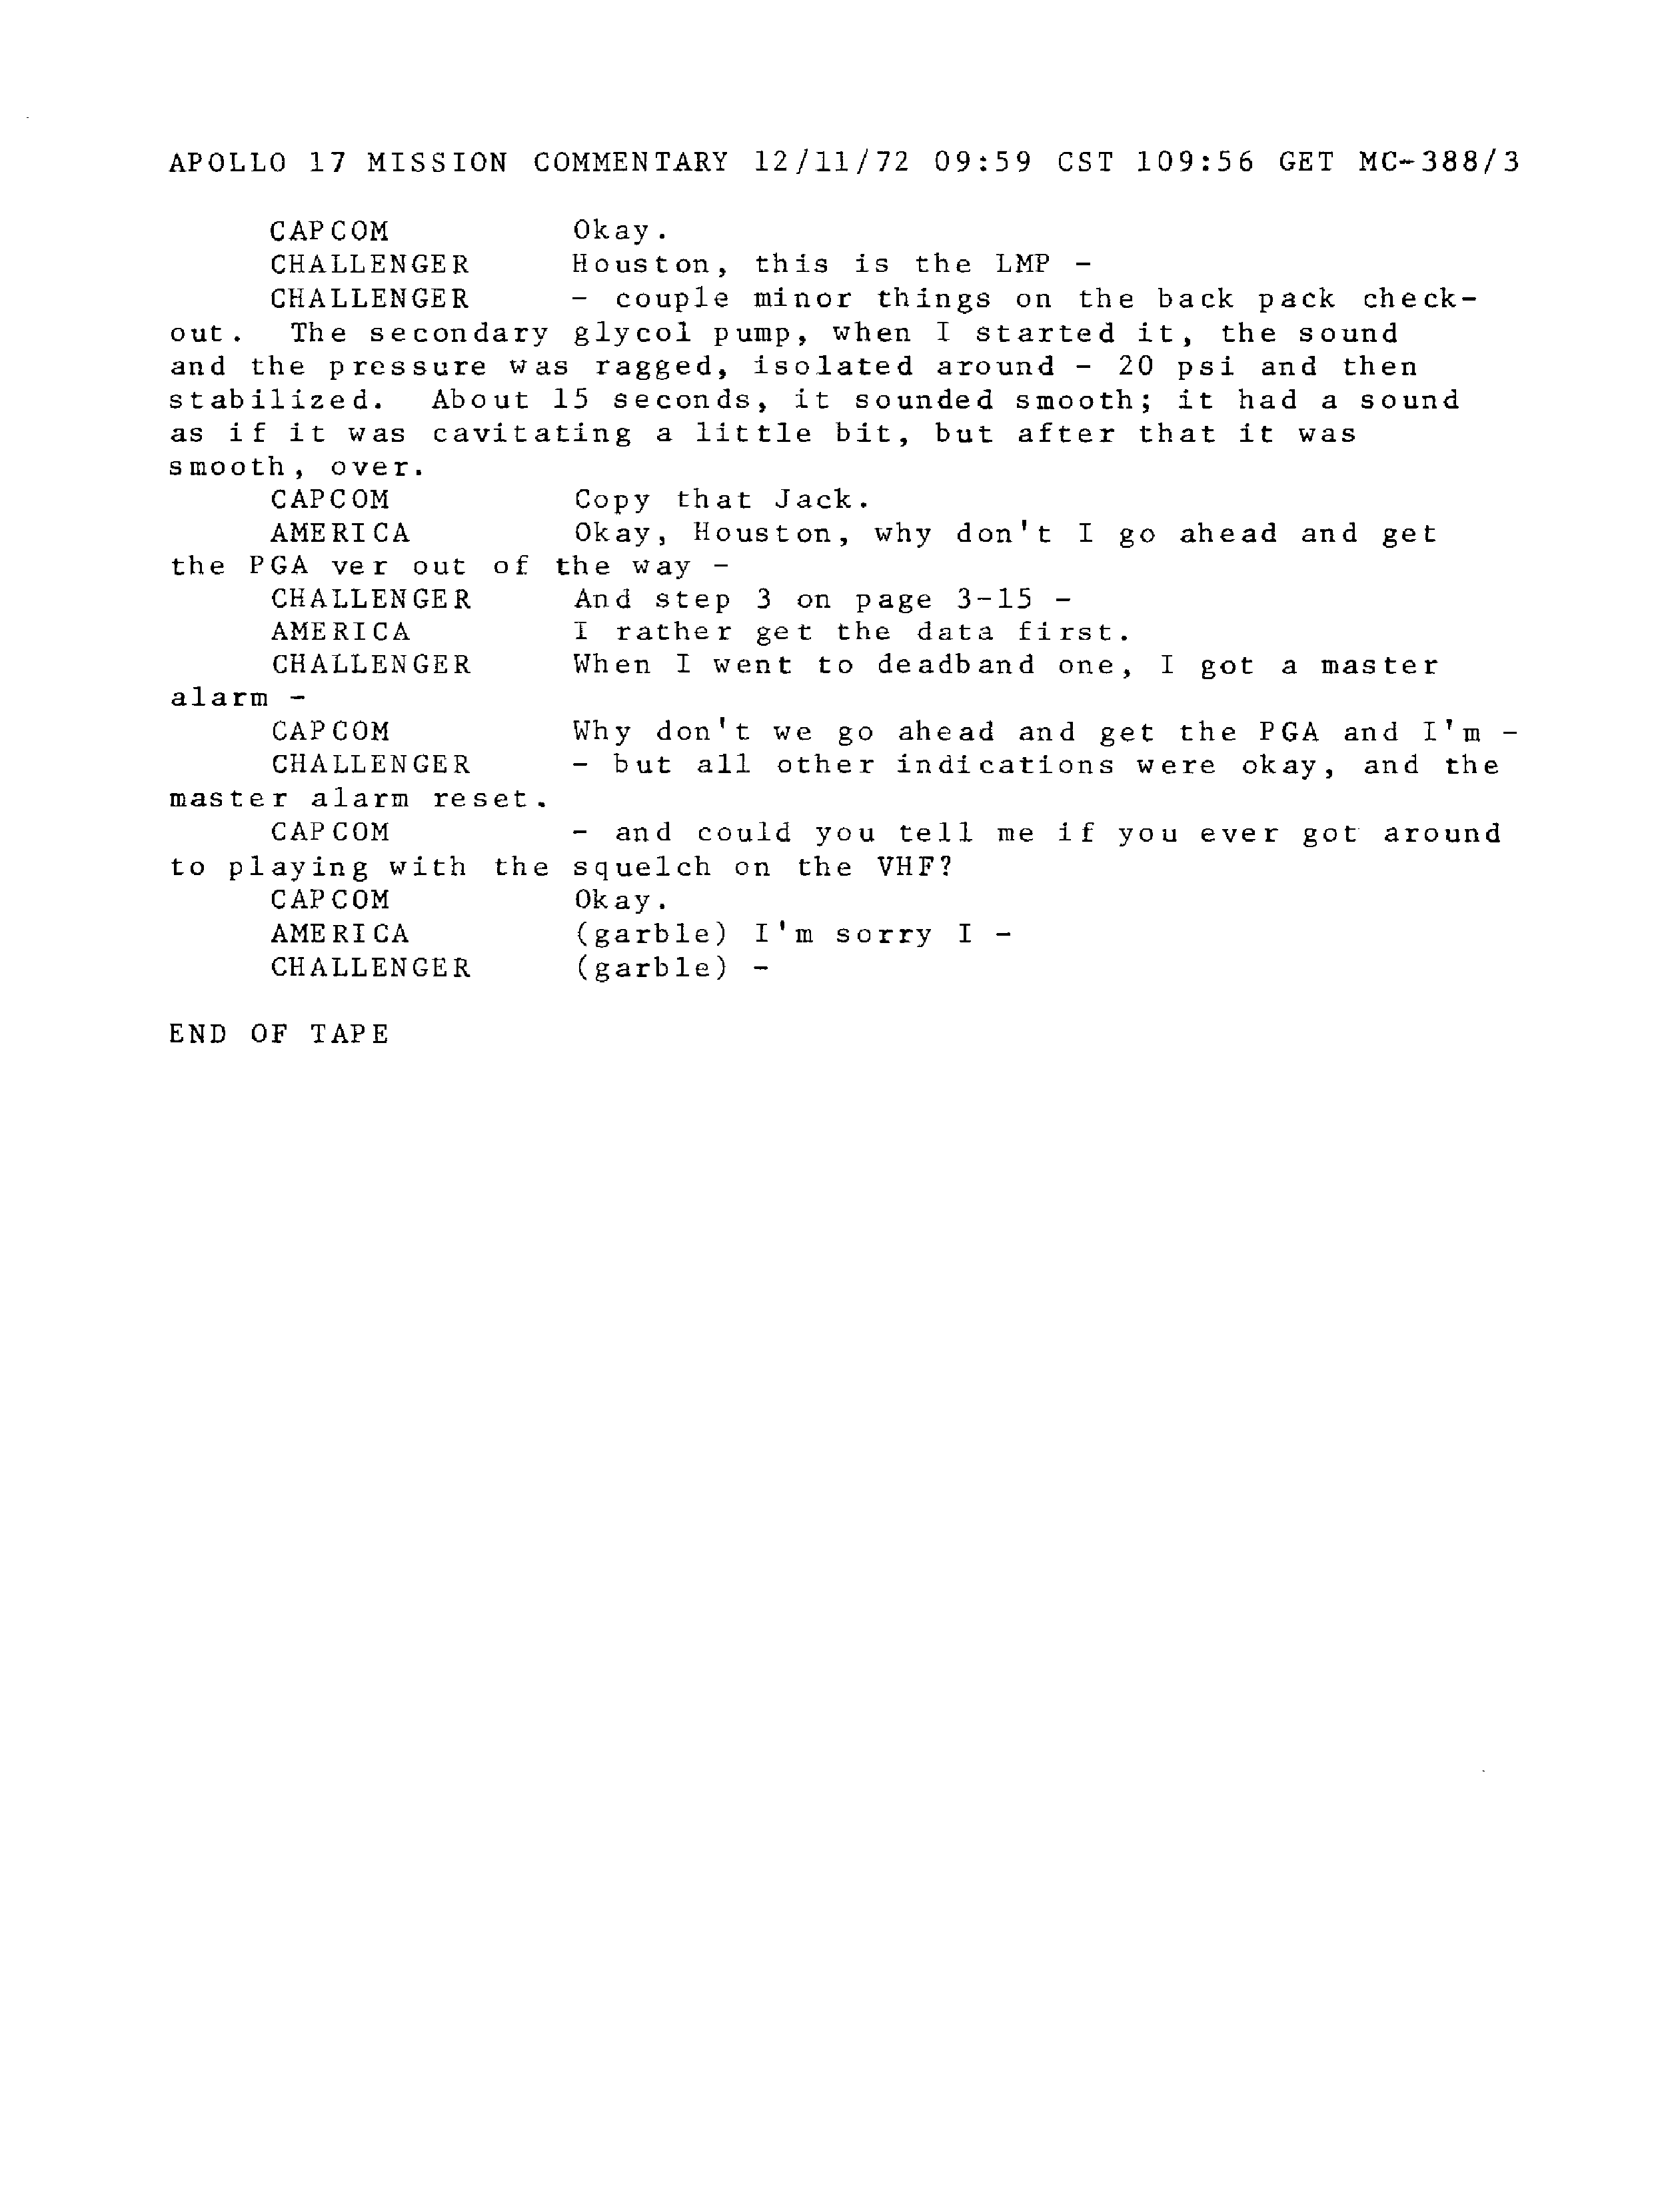 APOLLO 17 MISSION COMMENTARY 12/11/72 09:59 CST 109:56 GET MC-388/3
CAPCOM Okay.
CHALLENGER Houston, this is the LMP -
CHALLENGER - couple minor things on the back pack check-
out. The secondary glycol pump, when I started it, the sound
and the pressure was ragged, isolated around - 20 psi and then
stabilized. About 15 seconds, it sounded smooth; it had a sound
as if it was cavitating a little bit, but after that it was
smooth, over.
CAPCOM Copy that Jack.
AMERICA Okay, Houston, why don't I go ahead and get
the PGA ver out of the way -
CHALLENGER And step 3 on page 3-15 -
AMERICA I rather get the data first.
CHALLENGER When I went to deadband one, I got a master
alarm -
CAPCOM Why don't we go ahead and get the PGA and I'm -
CHALLENGER - but all other indications were okay, and the
master alarm reset.
CAPCOM - and could you tell me if you ever got around
to playing with the squelch on the VHF?
CAPCOM Okay.
AMERICA (garble) I'm sorry I -
CHALLENGER (garble) -
END OF TAPE